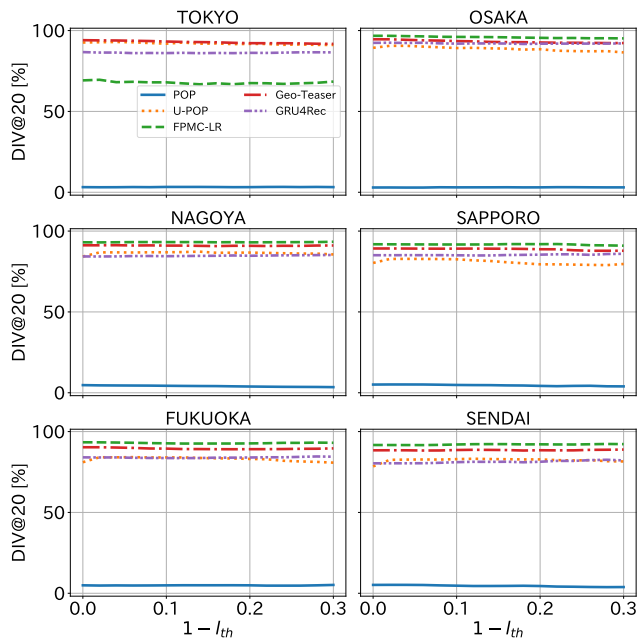 TOKYO
OSAKA
100
50
0
DIV@20 [%]
POP
U-POP
FPMC-LR
Geo-Teaser
GRU4Rec
NAGOYA
SAPPORO
100
50
0
DIV@20 [%]
FUKUOKA
SENDAI
100
50
0
DIV@20 [%]
0.0 0.1 0.2 0.3
0.0 0.1 0.2 0.3
1 − l_th
1 − l_th